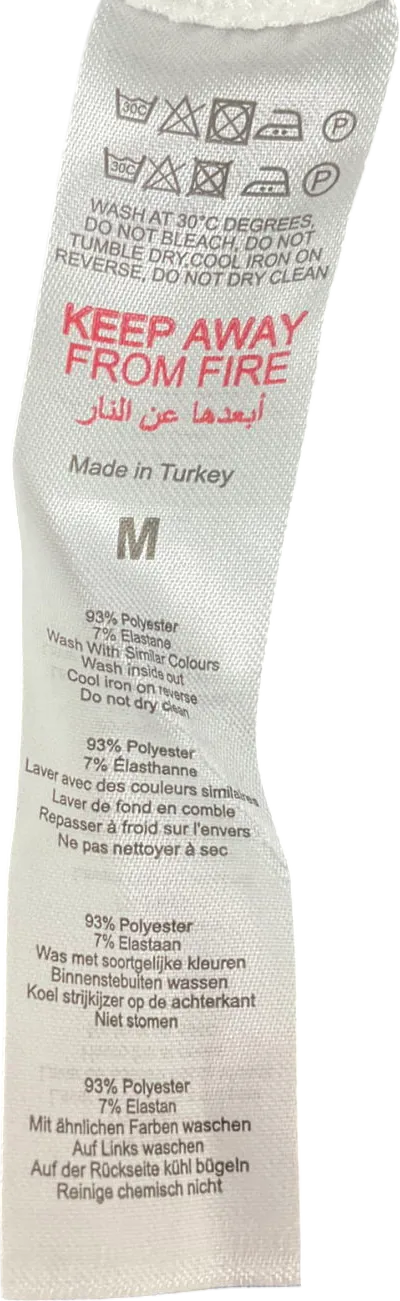 30C P
30C P
WASH AT 30°C DEGREES,
DO NOT BLEACH, DO NOT
TUMBLE DRY,COOL IRON ON
REVERSE, DO NOT DRY CLEAN
KEEP AWAY
FROM FIRE
أبعدها عن النار
Made in Turkey
M
93% Polyester
7% Elastane
Wash With Similar Colours
Wash inside out
Cool iron on reverse
Do not dry clean
93% Polyester
7% Élasthanne
Laver avec des couleurs similaires
Laver de fond en comble
Repasser à froid sur l'envers
Ne pas nettoyer à sec
93% Polyester
7% Elastaan
Was met soortgelijke kleuren
Binnenstebuiten wassen
Koel strijkijzer op de achterkant
Niet stomen
93% Polyester
7% Elastan
Mit ähnlichen Farben waschen
Auf Links waschen
Auf der Rückseite kühl bügeln
Reinige chemisch nicht